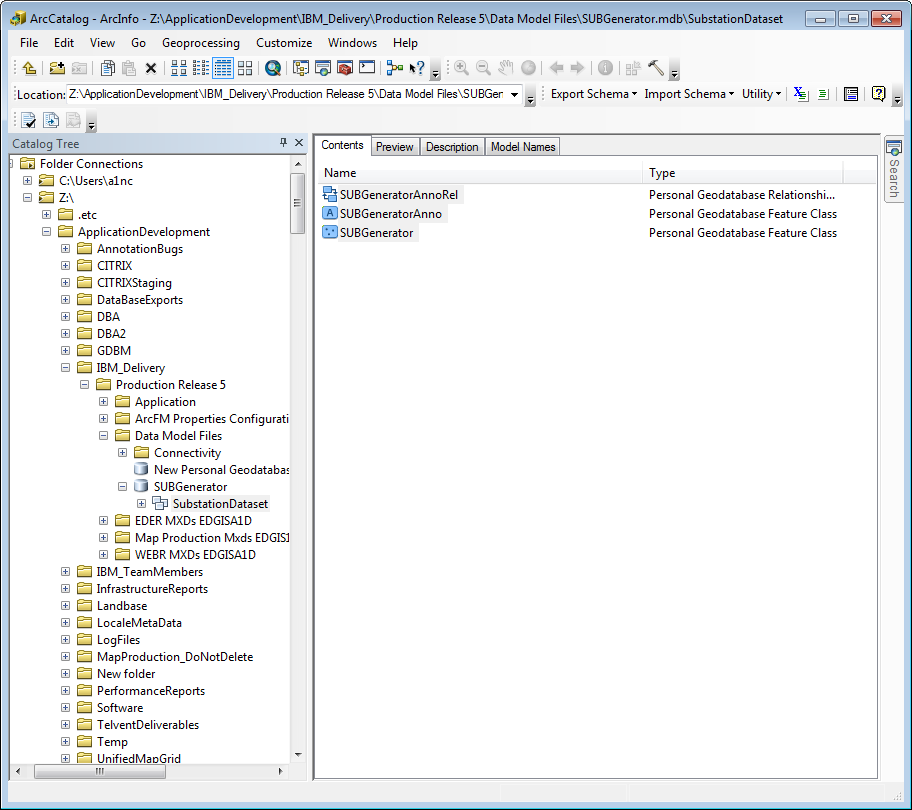 ArcCatalog - ArcInfo - Z:\ApplicationDevelopment\IBM_Delivery\Production Release 5\Data Model Files\SUBGenerator.mdb\SubstationDataset
File Edit View Go Geoprocessing Customize Windows Help
Location: Z:\ApplicationDevelopment\IBM_Delivery\Production Release 5\Data Model Files\SUBGer Export Schema Import Schema Utility
Catalog Tree
Folder Connections
C:\Users\a1nc
Z:\
.etc
ApplicationDevelopment
AnnotationBugs
CITRIX
CITRIXStaging
DataBaseExports
DBA
DBA2
GDBM
IBM_Delivery
Production Release 5
Application
ArcFM Properties Configurati
Data Model Files
Connectivity
New Personal Geodatabas
SUBGenerator
SubstationDataset
EDER MXDs EDGISA1D
Map Production Mxds EDGIS1
WEBR MXDs EDGISA1D
IBM_TeamMembers
InfrastructureReports
Landbase
LocaleMetaData
LogFiles
MapProduction_DoNotDelete
New folder
PerformanceReports
Software
TelventDeliverables
Temp
UnifiedMapGrid
Contents Preview Description Model Names
Name Type
SUBGeneratorAnnoRel Personal Geodatabase Relationshi...
SUBGeneratorAnno Personal Geodatabase Feature Class
SUBGenerator Personal Geodatabase Feature Class
Search